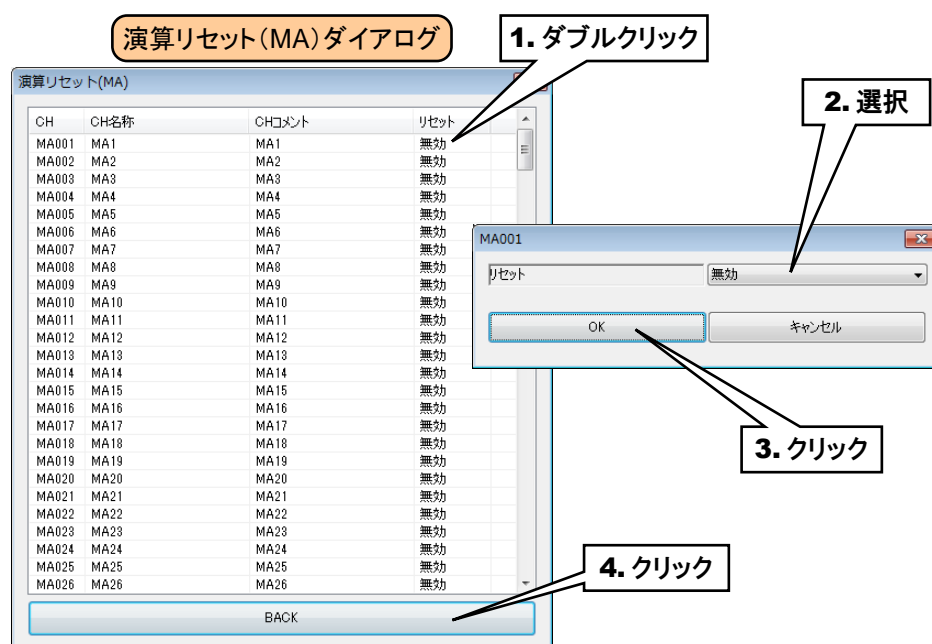 演算リセット(MA)ダイアログ
1. ダブルクリック
演算リセット(MA)
2. 選択
CH CH名称 CHコメント リセット
MA001 MA1 MA1 無効
MA002 MA2 MA2 無効
MA003 MA3 MA3 無効
MA004 MA4 MA4 無効
MA005 MA5 MA5 無効
MA006 MA6 MA6 無効
MA007 MA7 MA7 無効
MA008 MA8 MA8 無効
MA009 MA9 MA9 無効
MA010 MA10 MA10 無効
MA011 MA11 MA11 無効
MA012 MA12 MA12 無効
MA013 MA13 MA13 無効
MA014 MA14 MA14 無効
MA015 MA15 MA15 無効
MA016 MA16 MA16 無効
MA017 MA17 MA17 無効
MA018 MA18 MA18 無効
MA019 MA19 MA19 無効
MA020 MA20 MA20 無効
MA021 MA21 MA21 無効
MA022 MA22 MA22 無効
MA023 MA23 MA23 無効
MA024 MA24 MA24 無効
MA025 MA25 MA25 無効
MA026 MA26 MA26 無効
BACK
MA001
リセット 無効
OK キャンセル
3. クリック
4. クリック